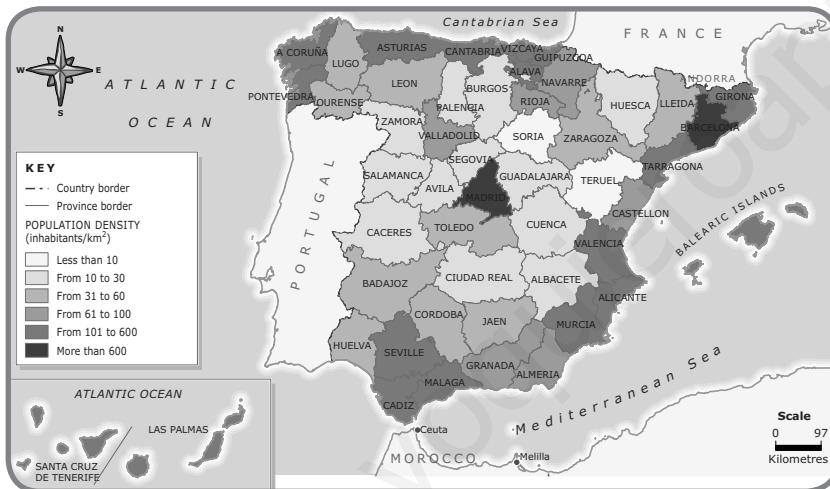 Cantabrian Sea
FRANCE
N
W E
S
ATLANTIC
OCEAN
A CORUÑA
LUGO
ASTURIAS
CANTABRIA
VIZCAYA
GUIPUZCOA
ALAVA
NAVARRE
NDORRA
PONTEVEDRA
OURENSE
LEON
PALENCIA
BURGOS
RIOJA
HUESCA
LLEIDA
GIRONA
BARCELONA
ZAMORA
VALLADOLID
SORIA
ZARAGOZA
TARRAGONA
SEGOVIA
SALAMANCA
AVILA
MADRID
GUADALAJARA
TERUEL
CASTELLON
PORTUGAL
CACERES
TOLEDO
CUENCA
VALENCIA
BALEARIC ISLANDS
BADAJOZ
CIUDAD REAL
ALBACETE
ALICANTE
CORDOBA
JAEN
MURCIA
HUELVA
SEVILLE
GRANADA
ALMERIA
MALAGA
CADIZ
Mediterranean Sea
Ceuta
MOROCCO
Melilla
KEY
Country border
Province border
POPULATION DENSITY
(inhabitants/km²)
Less than 10
From 10 to 30
From 31 to 60
From 61 to 100
From 101 to 600
More than 600
ATLANTIC OCEAN
LAS PALMAS
SANTA CRUZ
DE TENERIFE
Scale
0 97
Kilometres